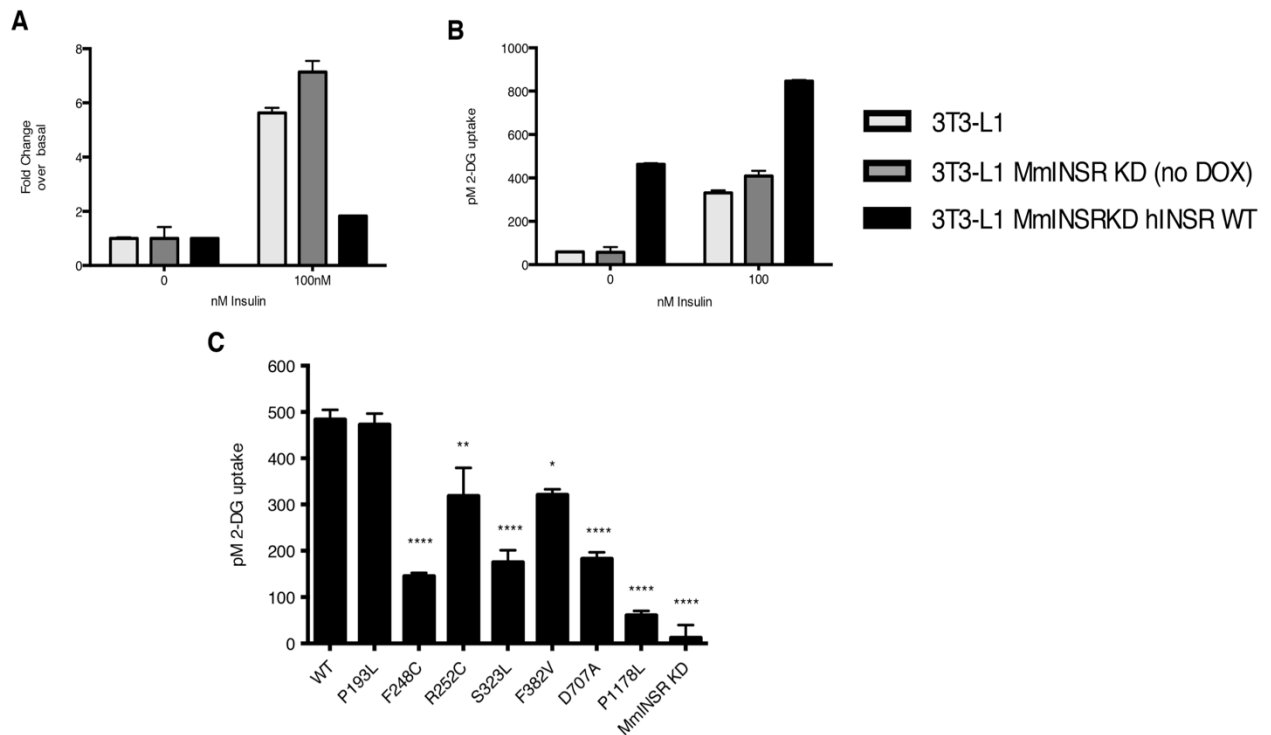 A
8
6
4
2
0
Fold Change
over basal
0
100nM
nM Insulin
B
1000
800
600
400
200
0
pM 2-DG uptake
0
100
nM Insulin
3T3-L1
3T3-L1 MmINSR KD (no DOX)
3T3-L1 MmINSRKD hINSR WT
C
600
500
400
300
200
100
0
pM 2-DG uptake
****
**
****
*
****
****
****
WT
P193L
F248C
R252C
S323L
F382V
D707A
P1178L
MmINSR KD